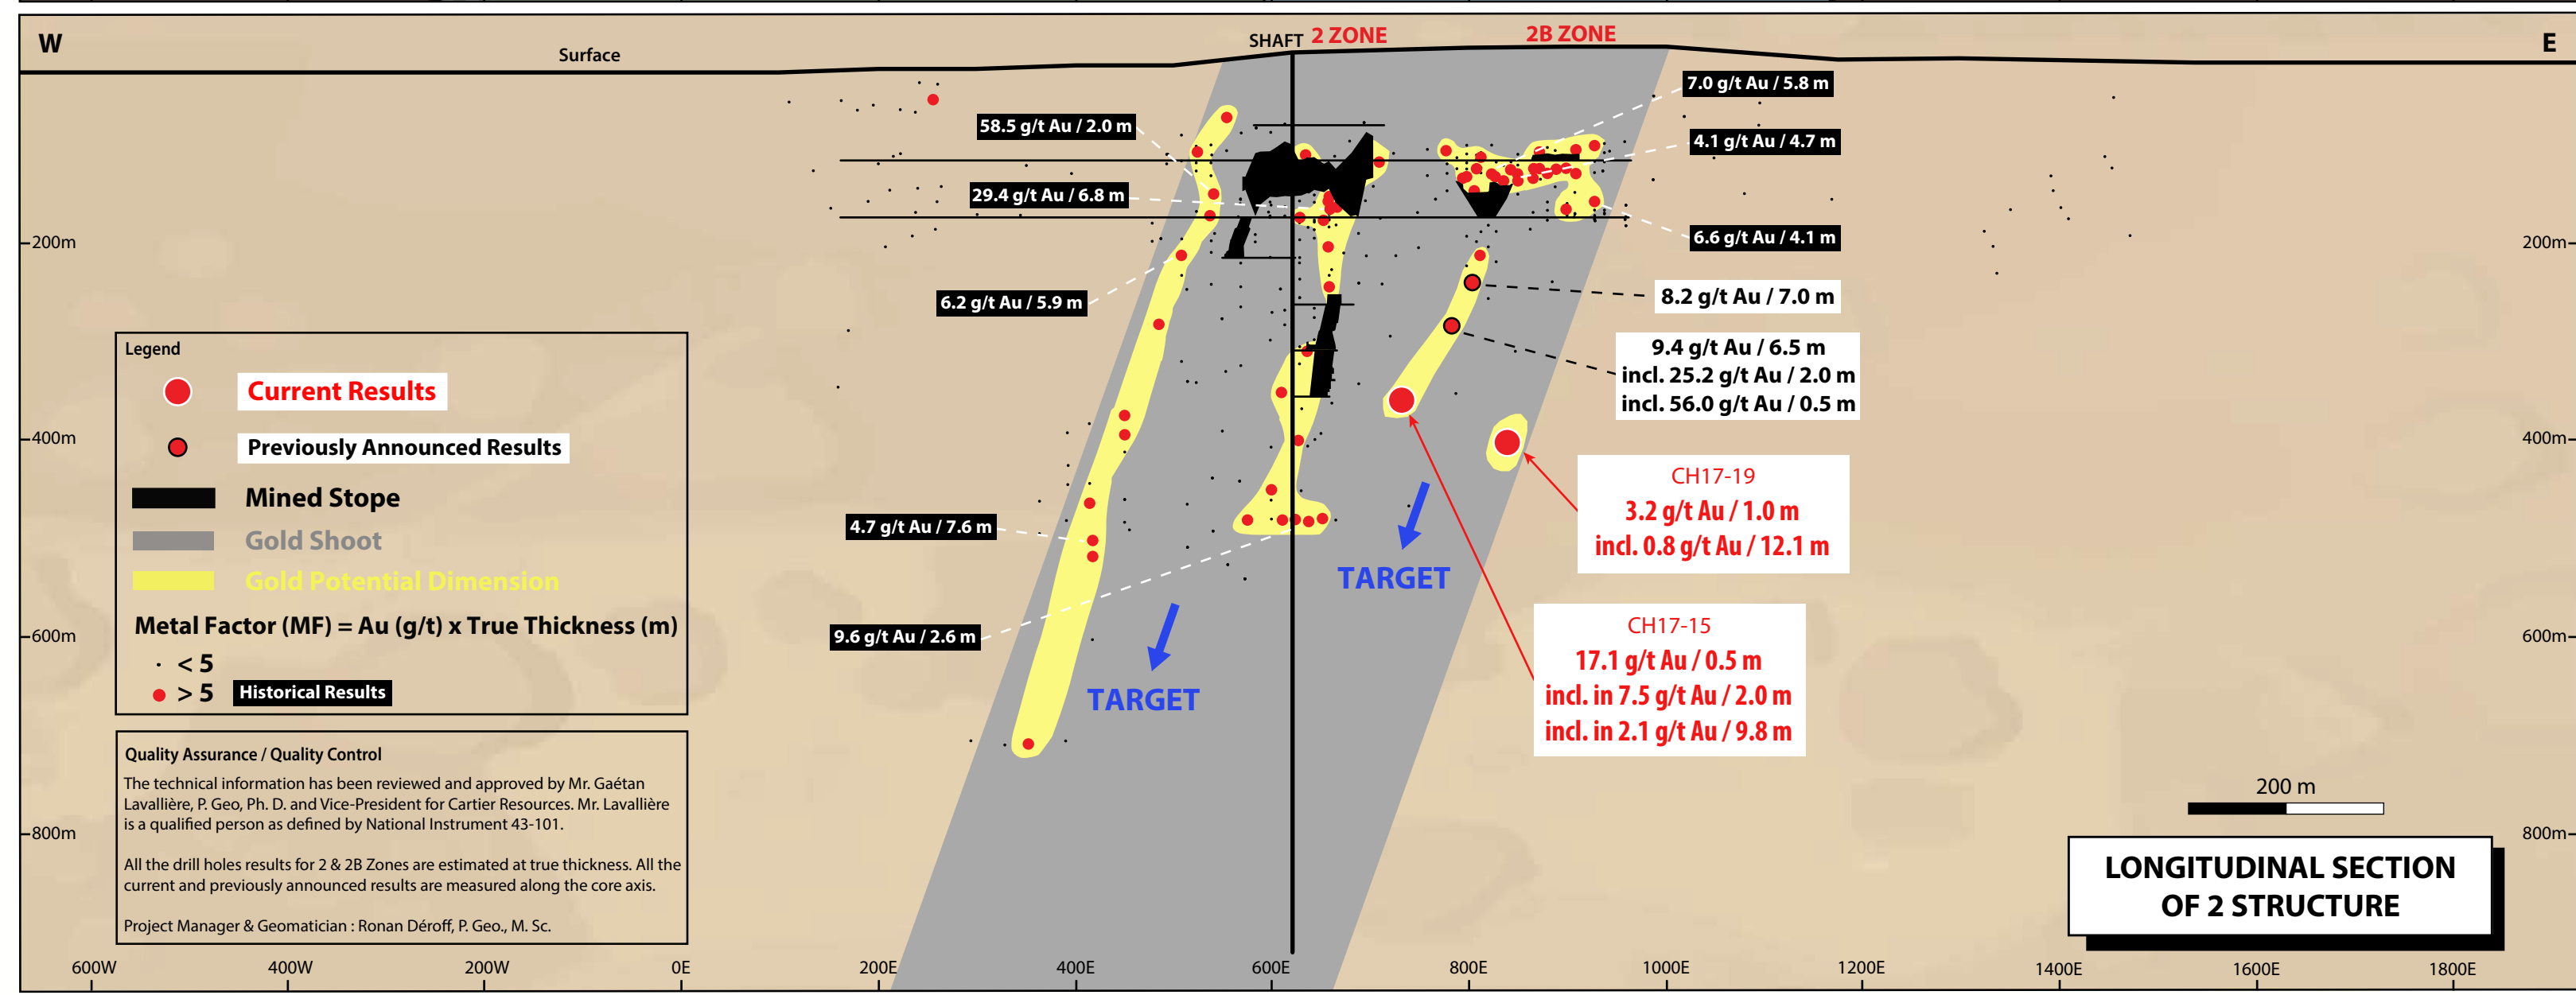 W
Surface
SHAFT
2 ZONE
2B ZONE
E
7.0 g/t Au / 5.8 m
58.5 g/t Au / 2.0 m
4.1 g/t Au / 4.7 m
29.4 g/t Au / 6.8 m
6.6 g/t Au / 4.1 m
200m
200m
6.2 g/t Au / 5.9 m
8.2 g/t Au / 7.0 m
9.4 g/t Au / 6.5 m
incl. 25.2 g/t Au / 2.0 m
incl. 56.0 g/t Au / 0.5 m
Legend
Current Results
Previously Announced Results
Mined Stope
Gold Shoot
Gold Potential Dimension
Metal Factor (MF) = Au (g/t) x True Thickness (m)
< 5
> 5
Historical Results
400m
400m
CH17-19
3.2 g/t Au / 1.0 m
incl. 0.8 g/t Au / 12.1 m
4.7 g/t Au / 7.6 m
TARGET
9.6 g/t Au / 2.6 m
600m
600m
CH17-15
17.1 g/t Au / 0.5 m
incl. in 7.5 g/t Au / 2.0 m
incl. in 2.1 g/t Au / 9.8 m
TARGET
Quality Assurance / Quality Control
The technical information has been reviewed and approved by Mr. Gaétan
Lavallière, P. Geo, Ph. D. and Vice-President for Cartier Resources. Mr. Lavallière
is a qualified person as defined by National Instrument 43-101.
All the drill holes results for 2 & 2B Zones are estimated at true thickness. All the
current and previously announced results are measured along the core axis.
Project Manager & Geomatician : Ronan Déroff, P. Geo., M. Sc.
800m
800m
200 m
LONGITUDINAL SECTION
OF 2 STRUCTURE
600W
400W
200W
0E
200E
400E
600E
800E
1000E
1200E
1400E
1600E
1800E